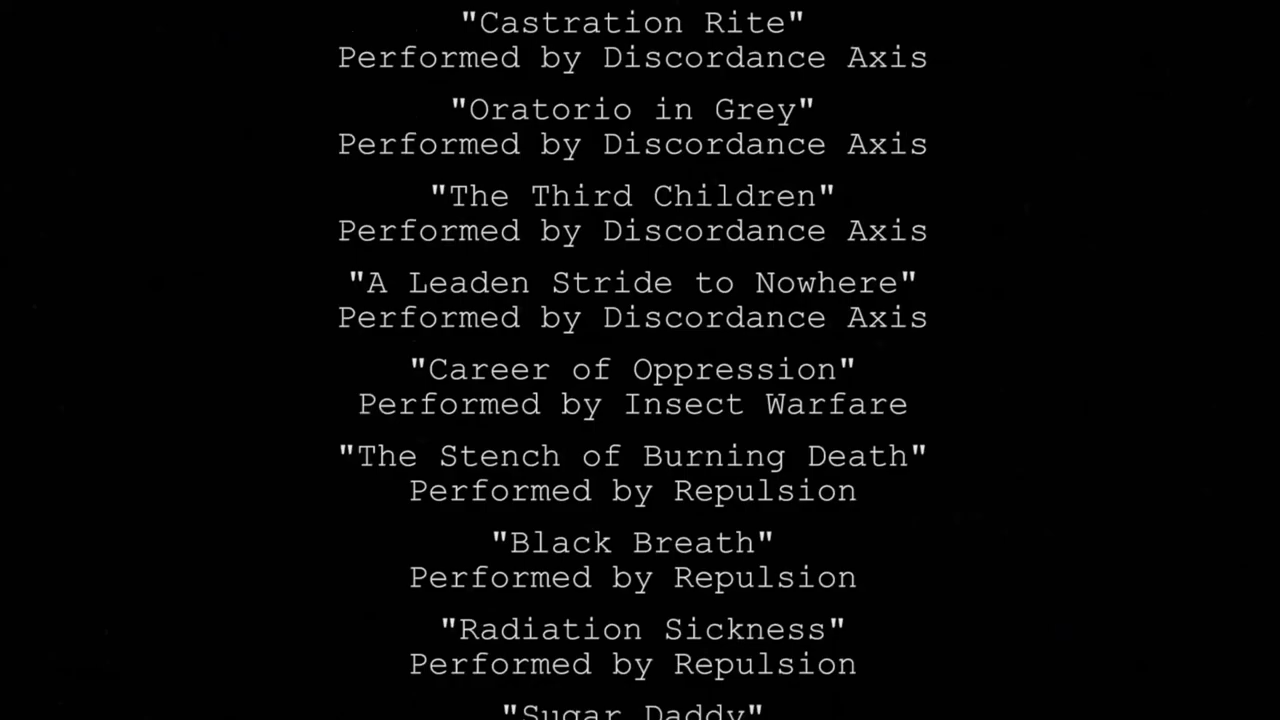 "Castration Rite"
Performed by Discordance Axis
"Oratorio in Grey"
Performed by Discordance Axis
"The Third Children"
Performed by Discordance Axis
"A Leaden Stride to Nowhere"
Performed by Discordance Axis
"Career of Oppression"
Performed by Insect Warfare
"The Stench of Burning Death"
Performed by Repulsion
"Black Breath"
Performed by Repulsion
"Radiation Sickness"
Performed by Repulsion
"Sugar Daddy"